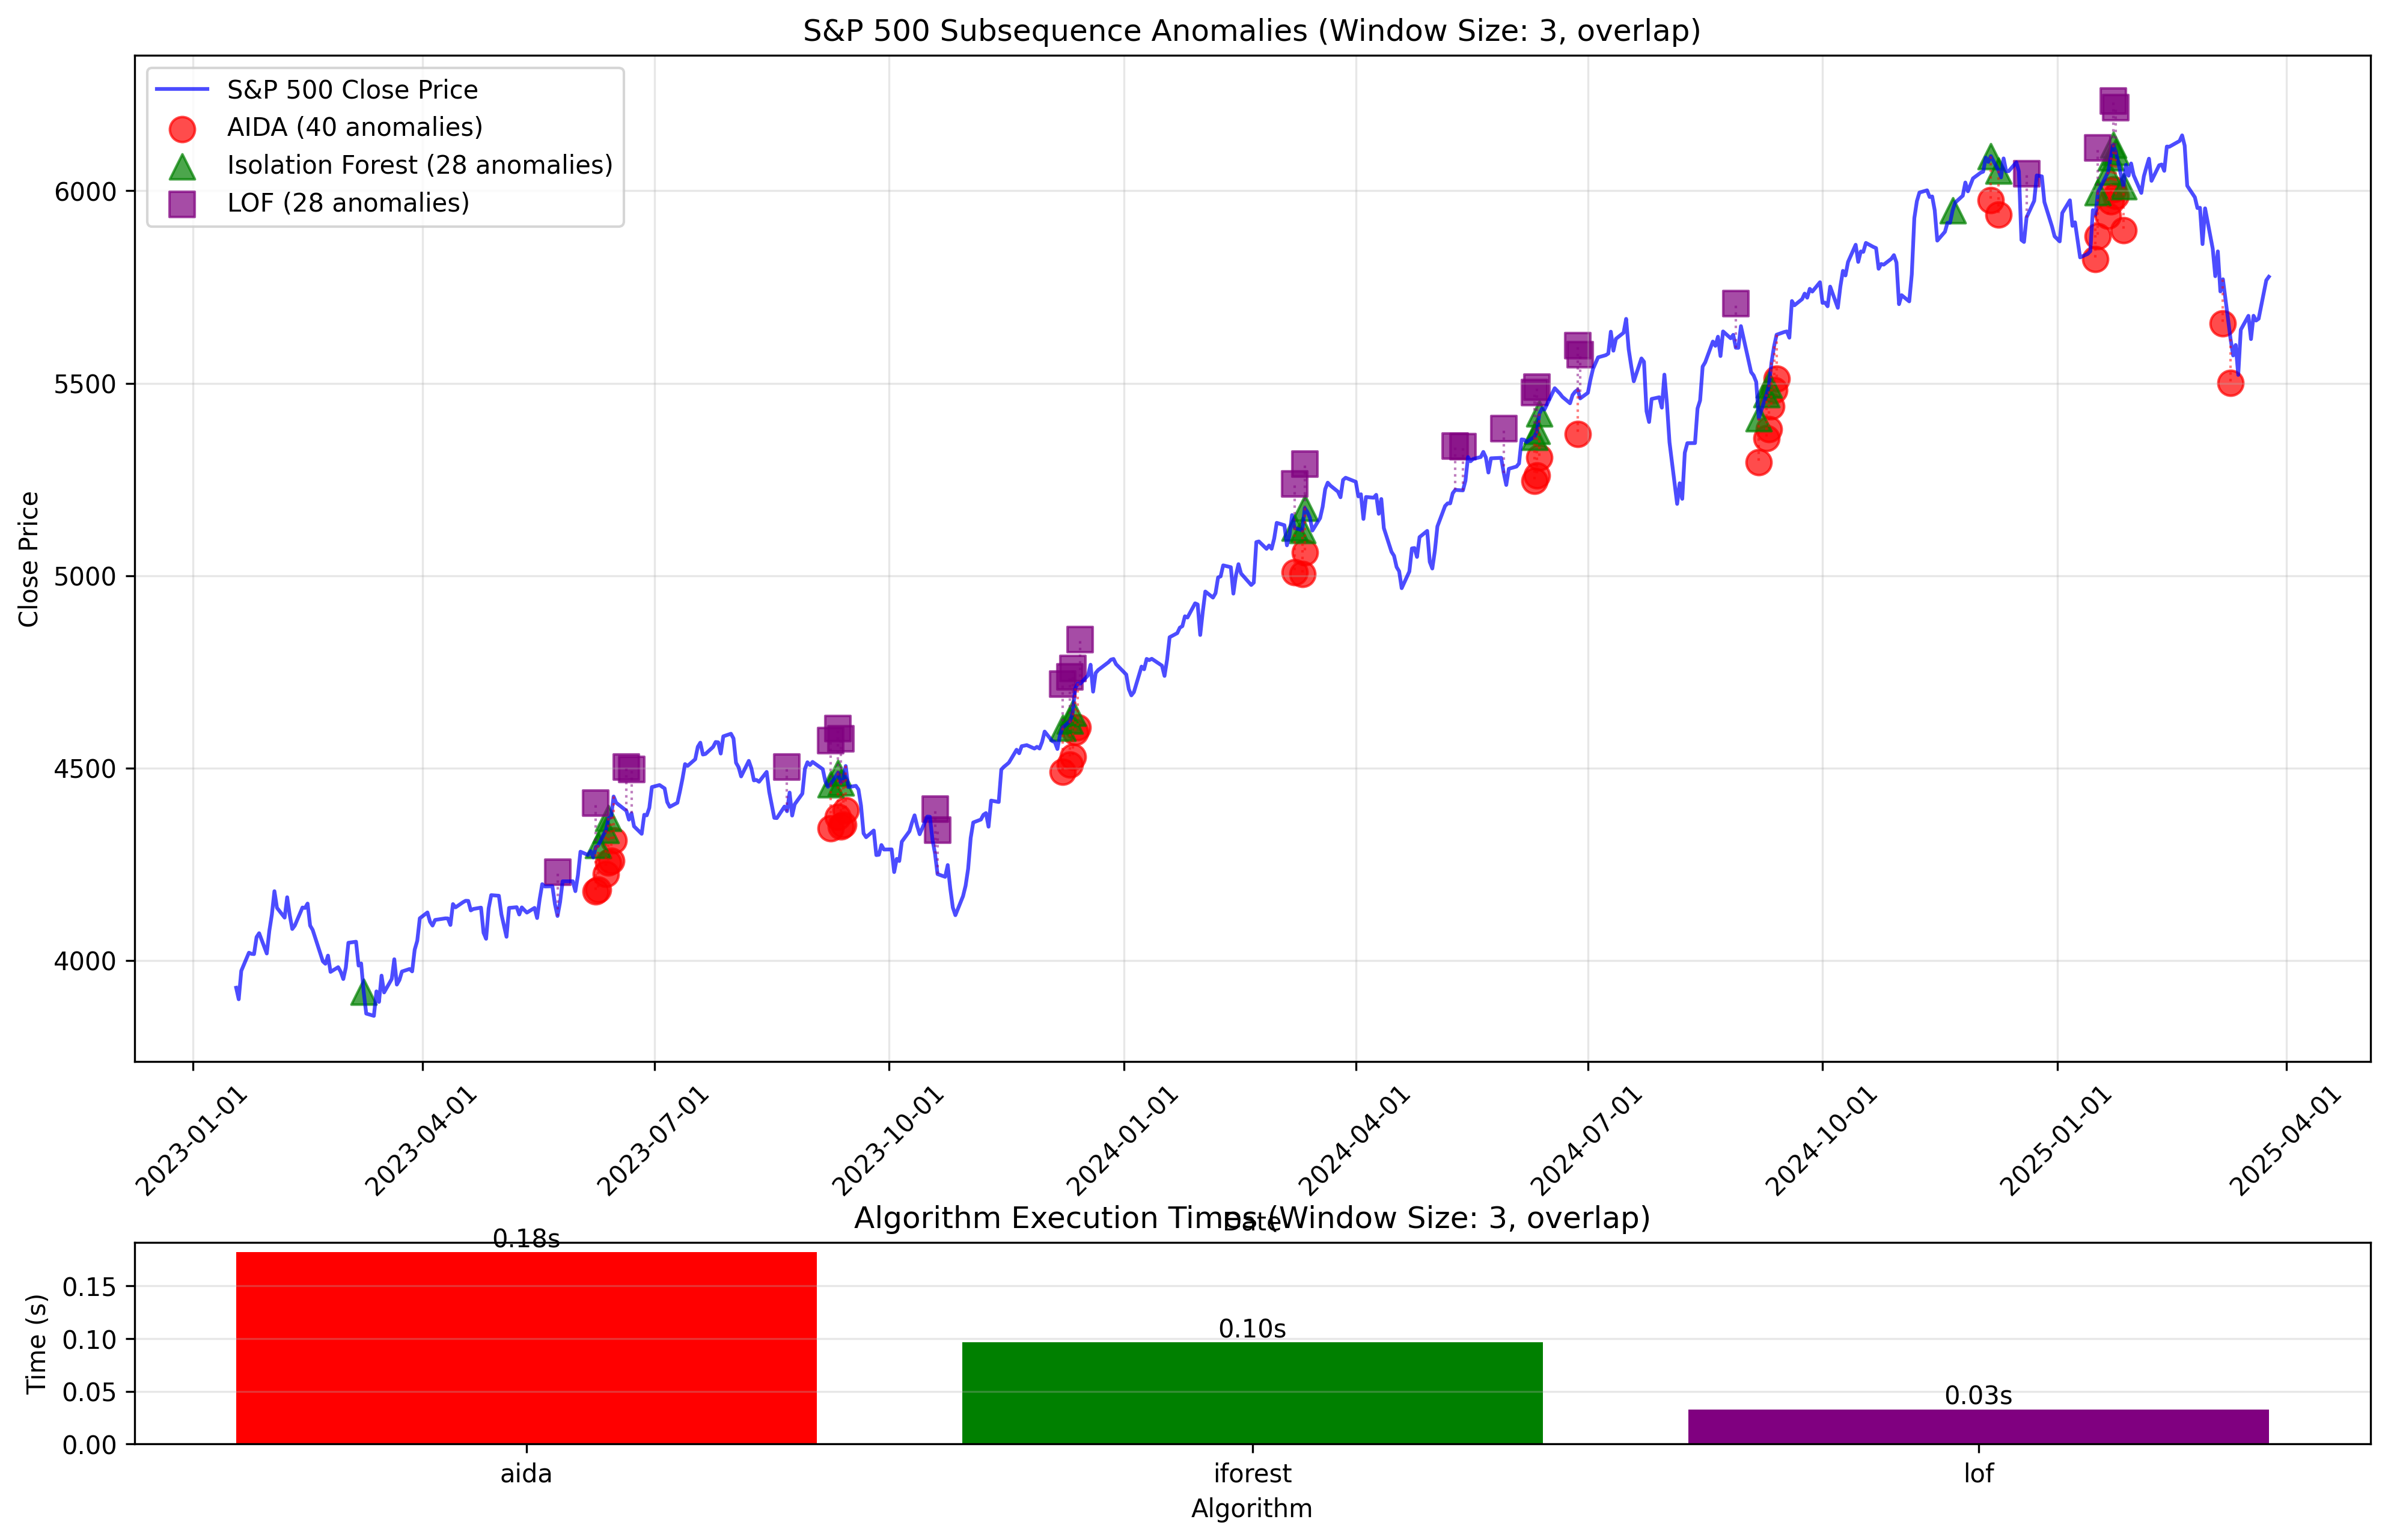 S&P 500 Subsequence Anomalies (Window Size: 3, overlap)
S&P 500 Close Price
AIDA (40 anomalies)
Isolation Forest (28 anomalies)
LOF (28 anomalies)
Close Price
6000
5500
5000
4500
4000
2023-01-01
2023-04-01
2023-07-01
2023-10-01
2024-01-01
2024-04-01
2024-07-01
2024-10-01
2025-01-01
2025-04-01
Date
Algorithm Execution Times (Window Size: 3, overlap)
Time (s)
0.15
0.10
0.05
0.00
0.18s
0.10s
0.03s
aida
iforest
lof
Algorithm